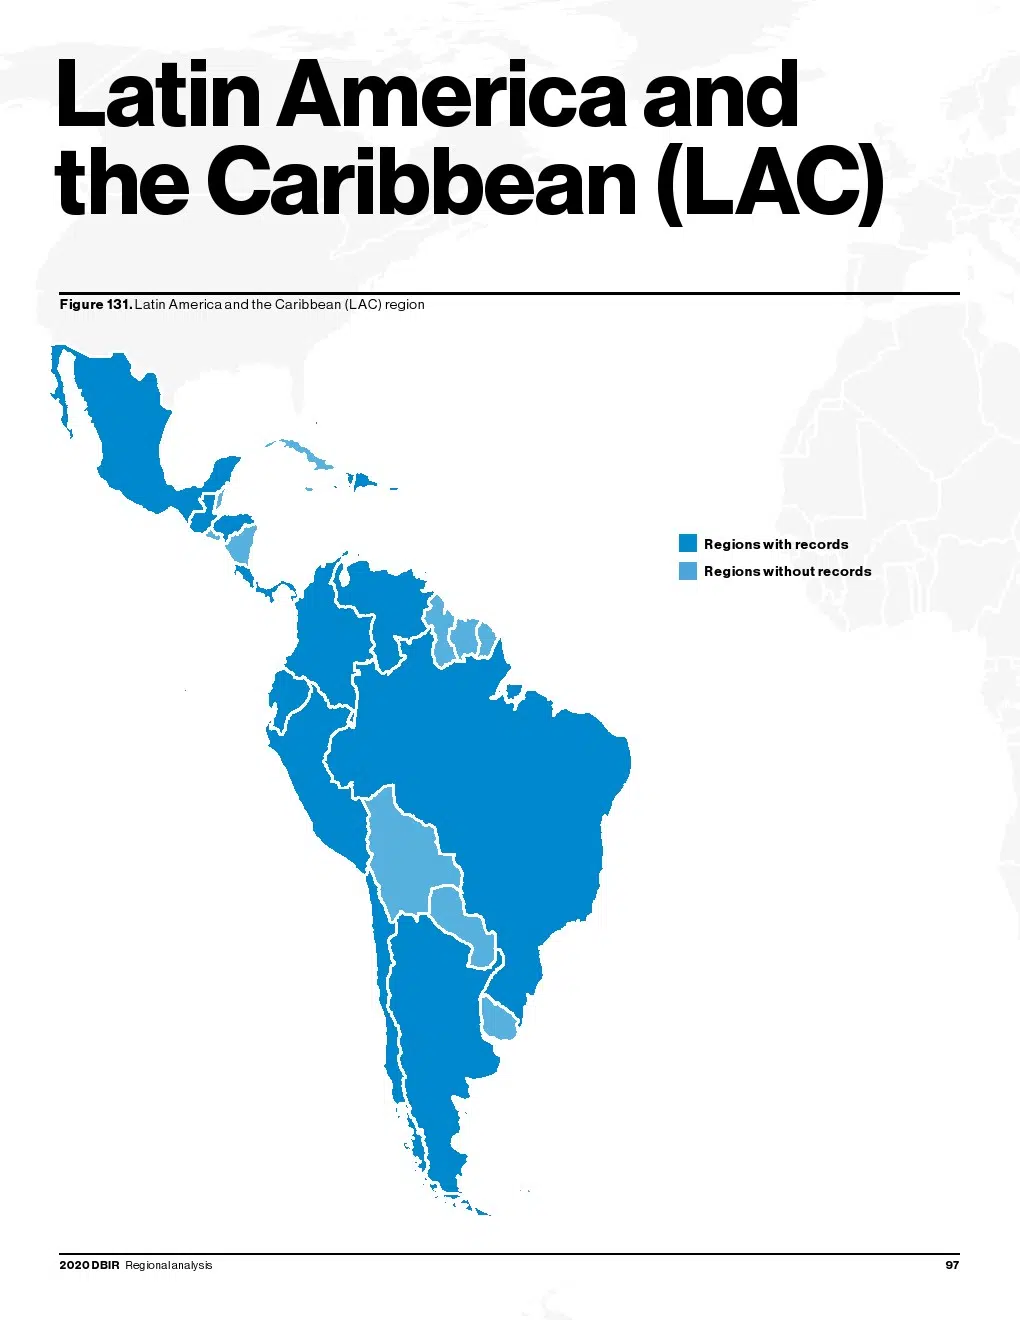 Latin America and
the Caribbean (LAC)
Figure 131. Latin America and the Caribbean (LAC) region
Regions with records
Regions without records
2020 DBIR Regional analysis
97